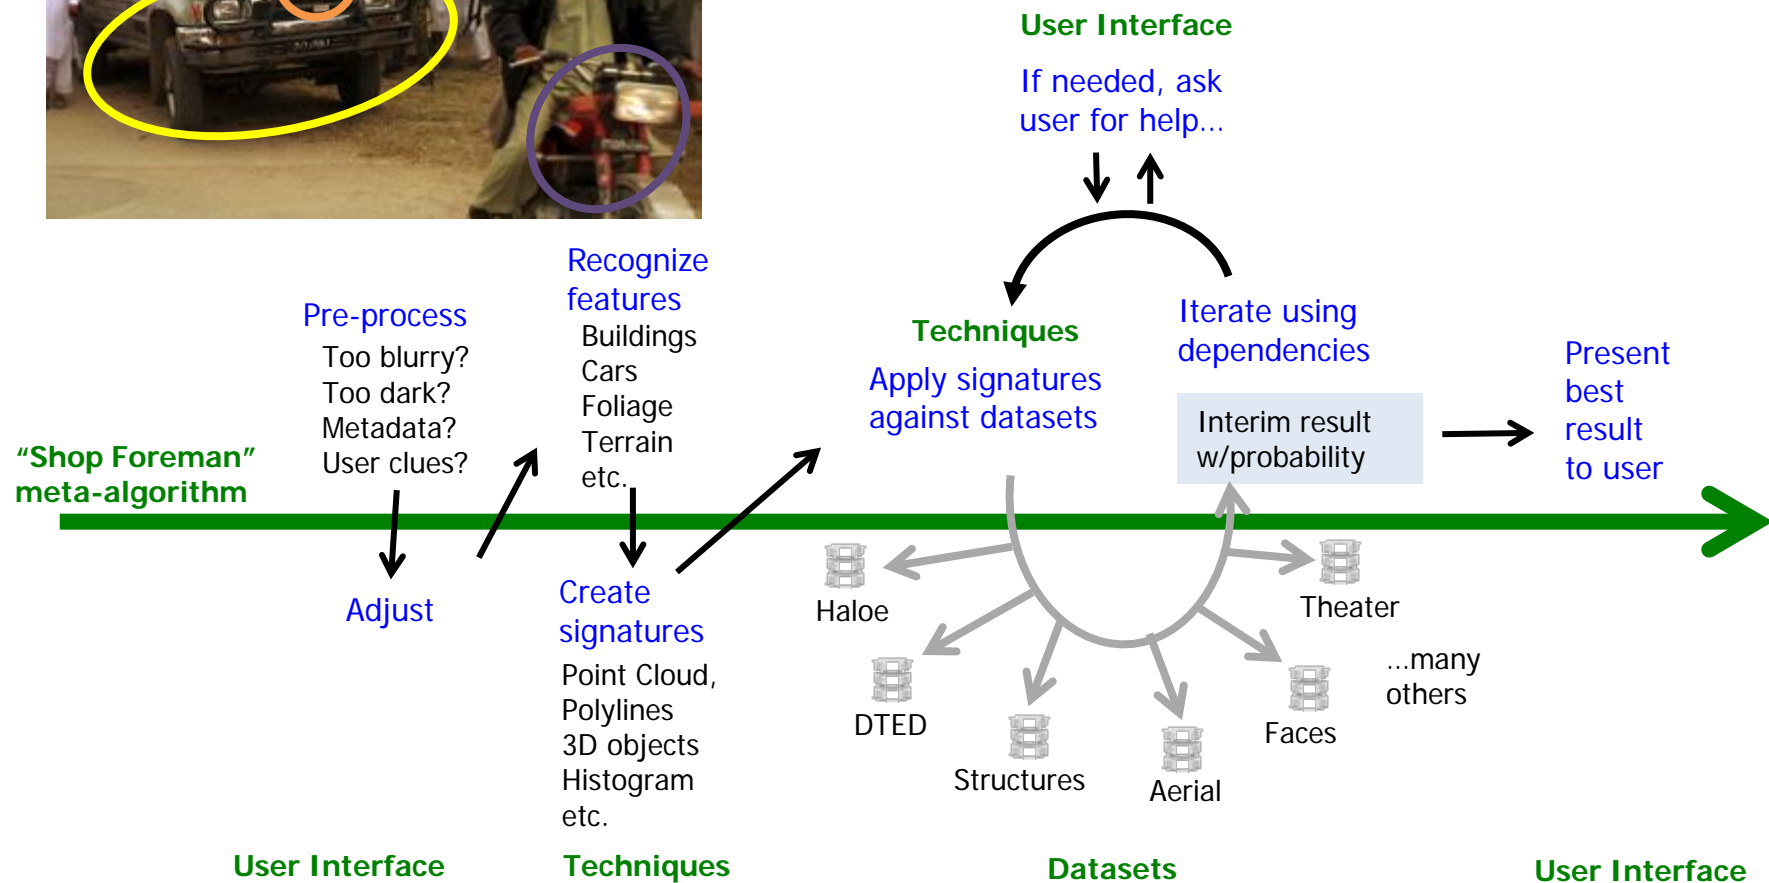 User Interface
If needed, ask
user for help...
Recognize
features
Buildings
Cars
Foliage
Terrain
etc.
Pre-process
Too blurry?
Too dark?
Metadata?
User clues?
“Shop Foreman”
meta-algorithm
Adjust
Create
signatures
Point Cloud,
Polylines
3D objects
Histogram
etc.
Techniques
Apply signatures
against datasets
Iterate using
dependencies
Interim result
w/probability
Present
best
result
to user
Haloe
DTED
Structures
Aerial
Faces
Theater
...many
others
User Interface
Techniques
Datasets
User Interface